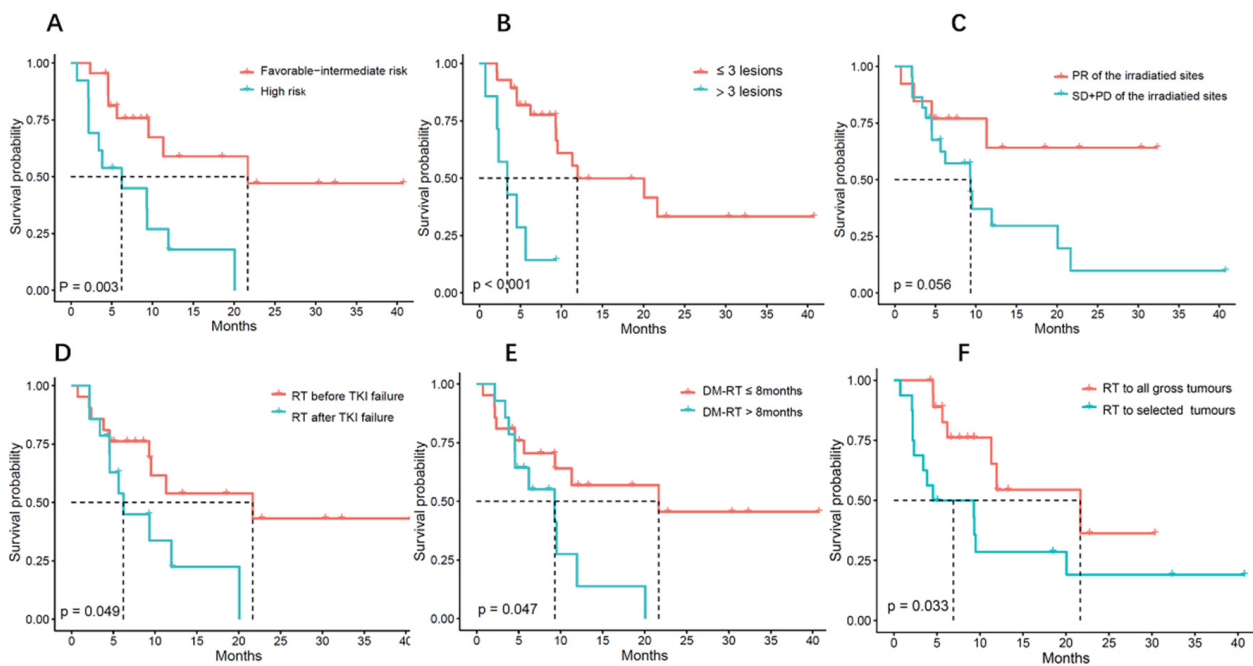 A
Survival probability
1.00
0.75
0.50
0.25
0.00
Favorable-intermediate risk
High risk
P = 0.003
0 5 10 15 20 25 30 35 40
Months
B
Survival probability
1.00
0.75
0.50
0.25
0.00
≤ 3 lesions
> 3 lesions
p < 0.001
0 5 10 15 20 25 30 35 40
Months
C
Survival probability
1.00
0.75
0.50
0.25
0.00
PR of the irradiatied sites
SD+PD of the irradiatied sites
p = 0.056
0 5 10 15 20 25 30 35 40
Months
D
Survival probability
1.00
0.75
0.50
0.25
0.00
RT before TKI failure
RT after TKI failure
p = 0.049
0 5 10 15 20 25 30 35 40
Months
E
Survival probability
1.00
0.75
0.50
0.25
0.00
DM-RT ≤ 8months
DM-RT > 8months
p = 0.047
0 5 10 15 20 25 30 35 40
Months
F
Survival probability
1.00
0.75
0.50
0.25
0.00
RT to all gross tumours
RT to selected tumours
p = 0.033
0 5 10 15 20 25 30 35 40
Months